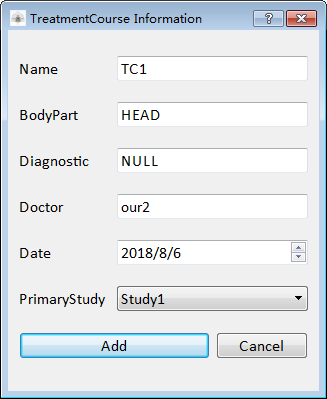 TreatmentCourse Information ?
Name TC1
BodyPart HEAD
Diagnostic NULL
Doctor our2
Date 2018/8/6
PrimaryStudy Study1
Add Cancel